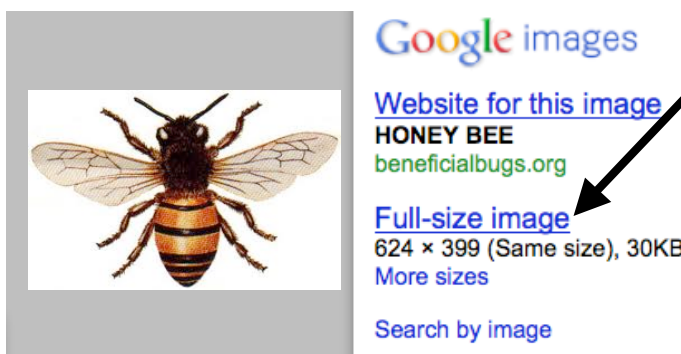 Google images
Website for this image
HONEY BEE
beneficialbugs.org
Full-size image
624 × 399 (Same size), 30KB
More sizes
Search by image